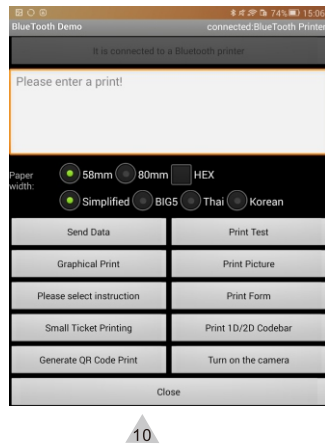 74% 15:06
BlueTooth Demo connected:BlueTooth Printer
It is connected to a Bluetooth printer
Please enter a print!
Paper width: 58mm 80mm HEX
Simplified BIG5 Thai Korean
Send Data Print Test
Graphical Print Print Picture
Please select instruction Print Form
Small Ticket Printing Print 1D/2D Codebar
Generate QR Code Print Turn on the camera
Close
10